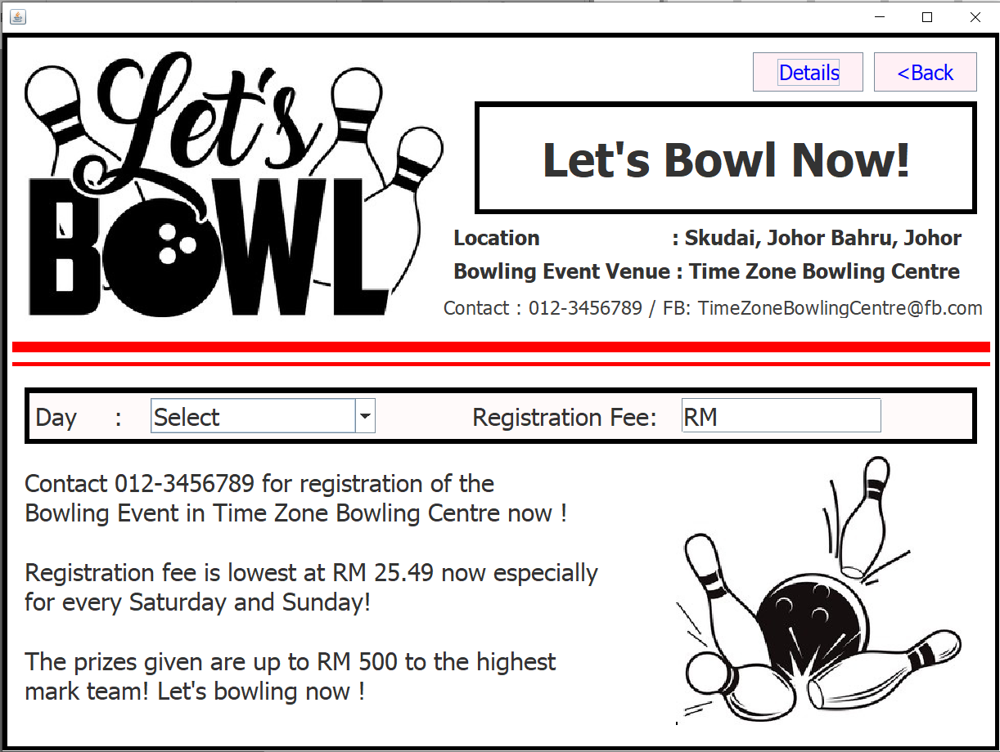 Let's
BOWL
Details
<Back
Let's Bowl Now!
Location : Skudai, Johor Bahru, Johor
Bowling Event Venue : Time Zone Bowling Centre
Contact : 012-3456789 / FB: TimeZoneBowlingCentre@fb.com
Day : Select Registration Fee: RM
Contact 012-3456789 for registration of the
Bowling Event in Time Zone Bowling Centre now !
Registration fee is lowest at RM 25.49 now especially
for every Saturday and Sunday!
The prizes given are up to RM 500 to the highest
mark team! Let's bowling now !